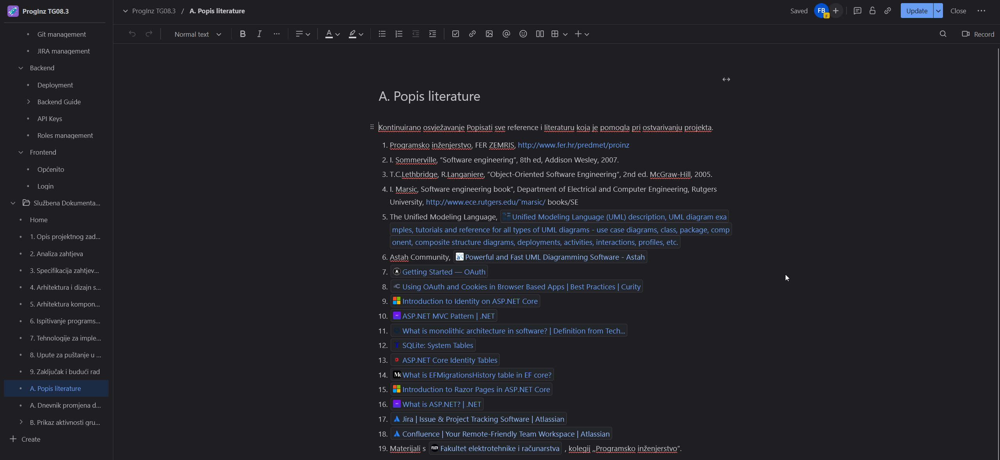 ProgInz TG08.3
Git management
JIRA management
Backend
Deployment
Backend Guide
API Keys
Roles management
Frontend
Općenito
Login
Službena Dokumenta...
Home
1. Opis projektnog zad...
2. Analiza zahtjeva
3. Specifikacija zahtjev...
4. Arhitektura i dizajn s...
5. Arhitektura kompon...
6. Ispitivanje programs...
7. Tehnologije za imple...
8. Upute za puštanje u ...
9. Zaključak i budući rad
A. Popis literature
A. Dnevnik promjena d...
B. Prikaz aktivnosti gru...
Create
ProgInz TG08.3 / A. Popis literature
Saved FB F Update Close
Normal text B I A Record
A. Popis literature
Kontinuirano osvježavanje Popisati sve reference i literaturu koja je pomogla pri ostvarivanju projekta.
1. Programsko inženjerstvo, FER ZEMRIS, http://www.fer.hr/predmet/proinz
2. I. Sommerville, “Software engineering”, 8th ed, Addison Wesley, 2007.
3. T.C.Lethbridge, R.Langaniere, ”Object-Oriented Software Engineering”, 2nd ed. McGraw-Hill, 2005.
4. I. Marsic, Software engineering book“, Department of Electrical and Computer Engineering, Rutgers
University, http://www.ece.rutgers.edu/~marsic/ books/SE
5. The Unified Modeling Language, Unified Modeling Language (UML) description, UML diagram exa
mples, tutorials and reference for all types of UML diagrams - use case diagrams, class, package, comp
onent, composite structure diagrams, deployments, activities, interactions, profiles, etc.
6. Astah Community, Powerful and Fast UML Diagramming Software - Astah
7. Getting Started — OAuth
8. Using OAuth and Cookies in Browser Based Apps | Best Practices | Curity
9. Introduction to Identity on ASP.NET Core
10. ASP.NET MVC Pattern | .NET
11. What is monolithic architecture in software? | Definition from Tech...
12. SQLite: System Tables
13. ASP.NET Core Identity Tables
14. What is EFMigrationsHistory table in EF core?
15. Introduction to Razor Pages in ASP.NET Core
16. What is ASP.NET? | .NET
17. Jira | Issue & Project Tracking Software | Atlassian
18. Confluence | Your Remote-Friendly Team Workspace | Atlassian
19. Materijali s Fakultet elektrotehnike i računarstva , kolegij „Programsko inženjerstvo”.